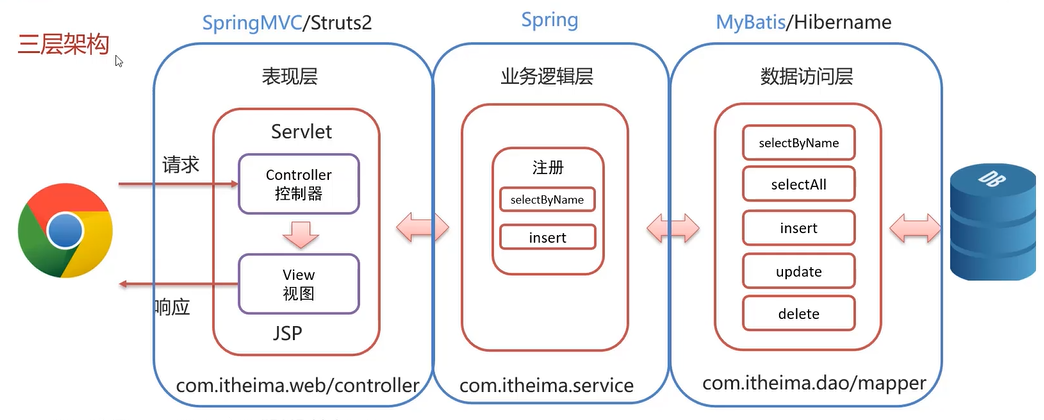 三层架构
SpringMVC/Struts2
表现层
Servlet
请求
Controller
控制器
View
视图
响应
JSP
com.itheima.web/controller
Spring
业务逻辑层
注册
selectByName
insert
com.itheima.service
MyBatis/Hibername
数据访问层
selectByName
selectAll
insert
update
delete
com.itheima.dao/mapper
DB